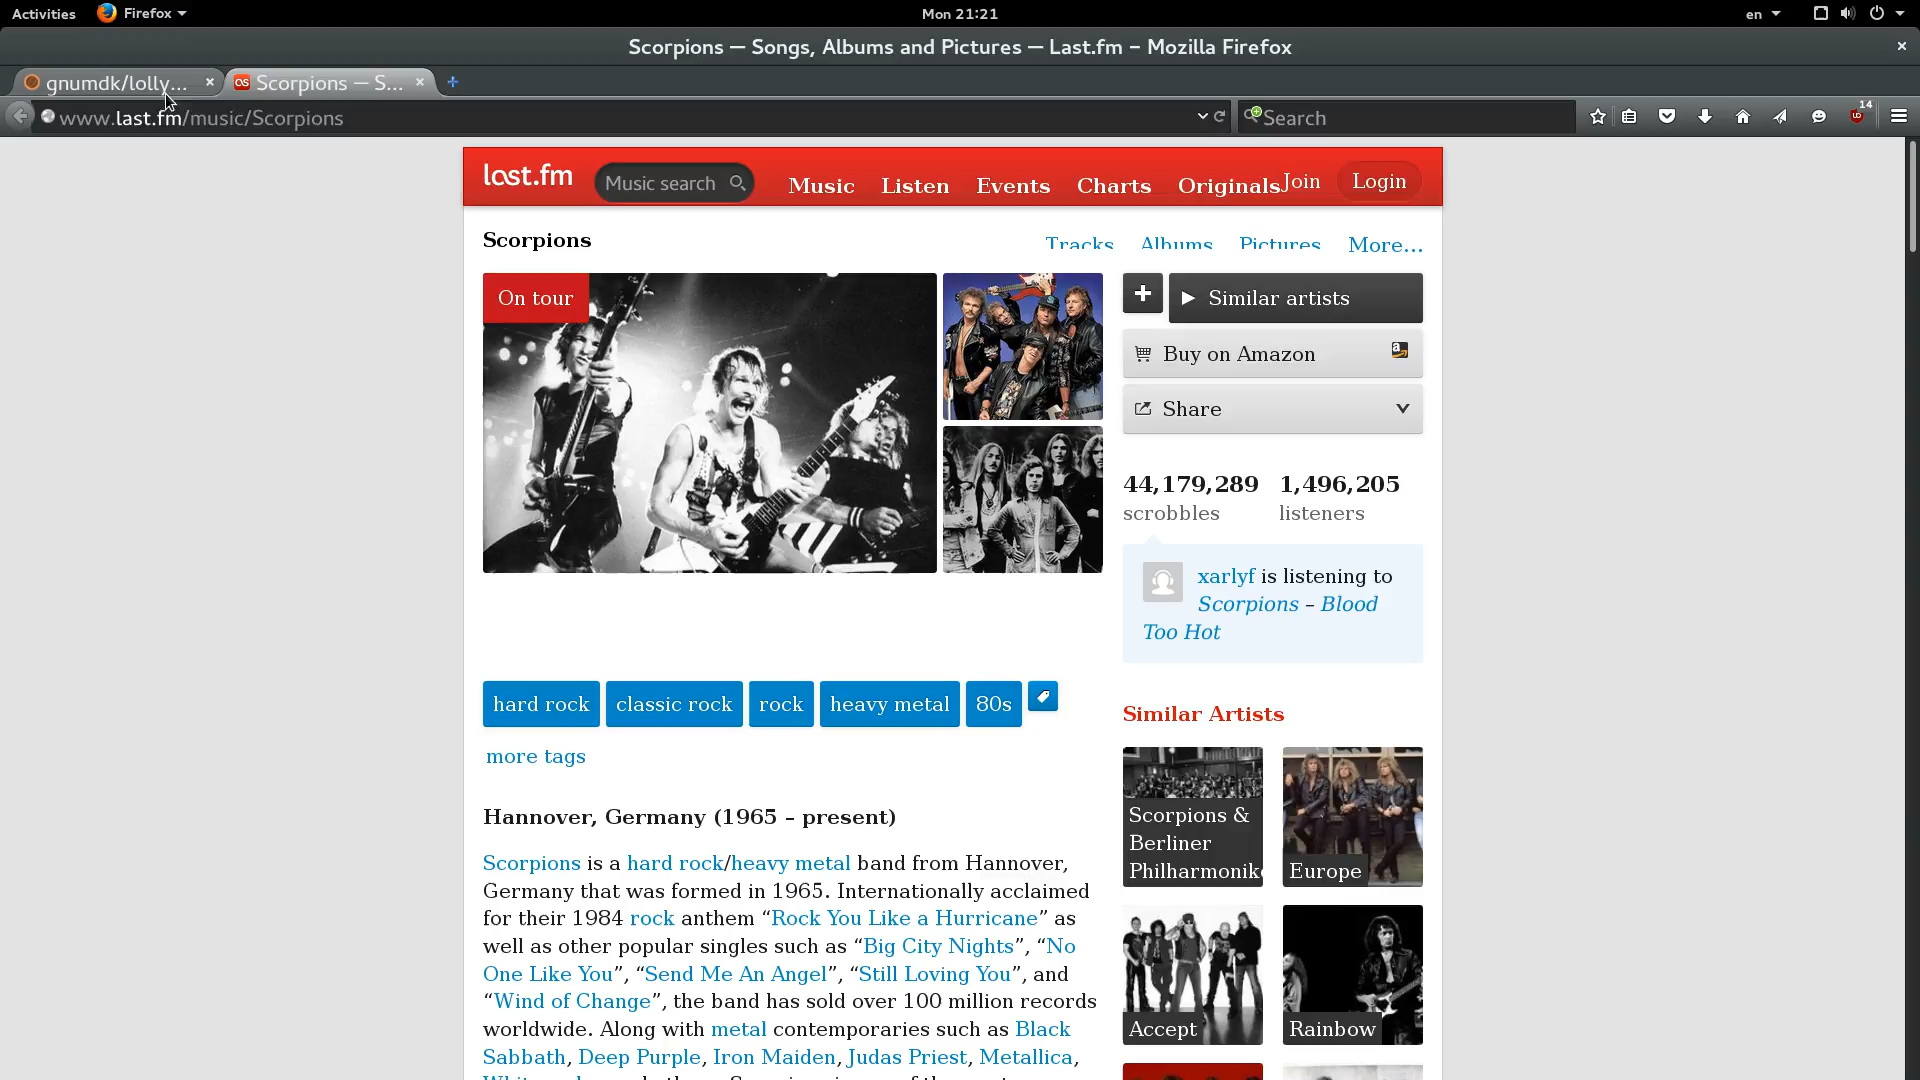 Activities Firefox Mon 21:21 en
Scorpions — Songs, Albums and Pictures — Last.fm – Mozilla Firefox
gnumdk/lolly... Scorpions — S...
www.last.fm/music/Scorpions Search 14
last.fm Music search Music Listen Events Charts Originals Join Login
Scorpions Tracks Albums Pictures More...
On tour
Similar artists
Buy on Amazon
Share
44,179,289 1,496,205
scrobbles listeners
xarlyf is listening to
Scorpions – Blood
Too Hot
hard rock classic rock rock heavy metal 80s
more tags
Similar Artists
Scorpions &
Berliner
Philharmonike
Europe
Accept
Rainbow
Hannover, Germany (1965 – present)
Scorpions is a hard rock/heavy metal band from Hannover,
Germany that was formed in 1965. Internationally acclaimed
for their 1984 rock anthem “Rock You Like a Hurricane” as
well as other popular singles such as “Big City Nights”, “No
One Like You”, “Send Me An Angel”, “Still Loving You”, and
“Wind of Change”, the band has sold over 100 million records
worldwide. Along with metal contemporaries such as Black
Sabbath, Deep Purple, Iron Maiden, Judas Priest, Metallica,